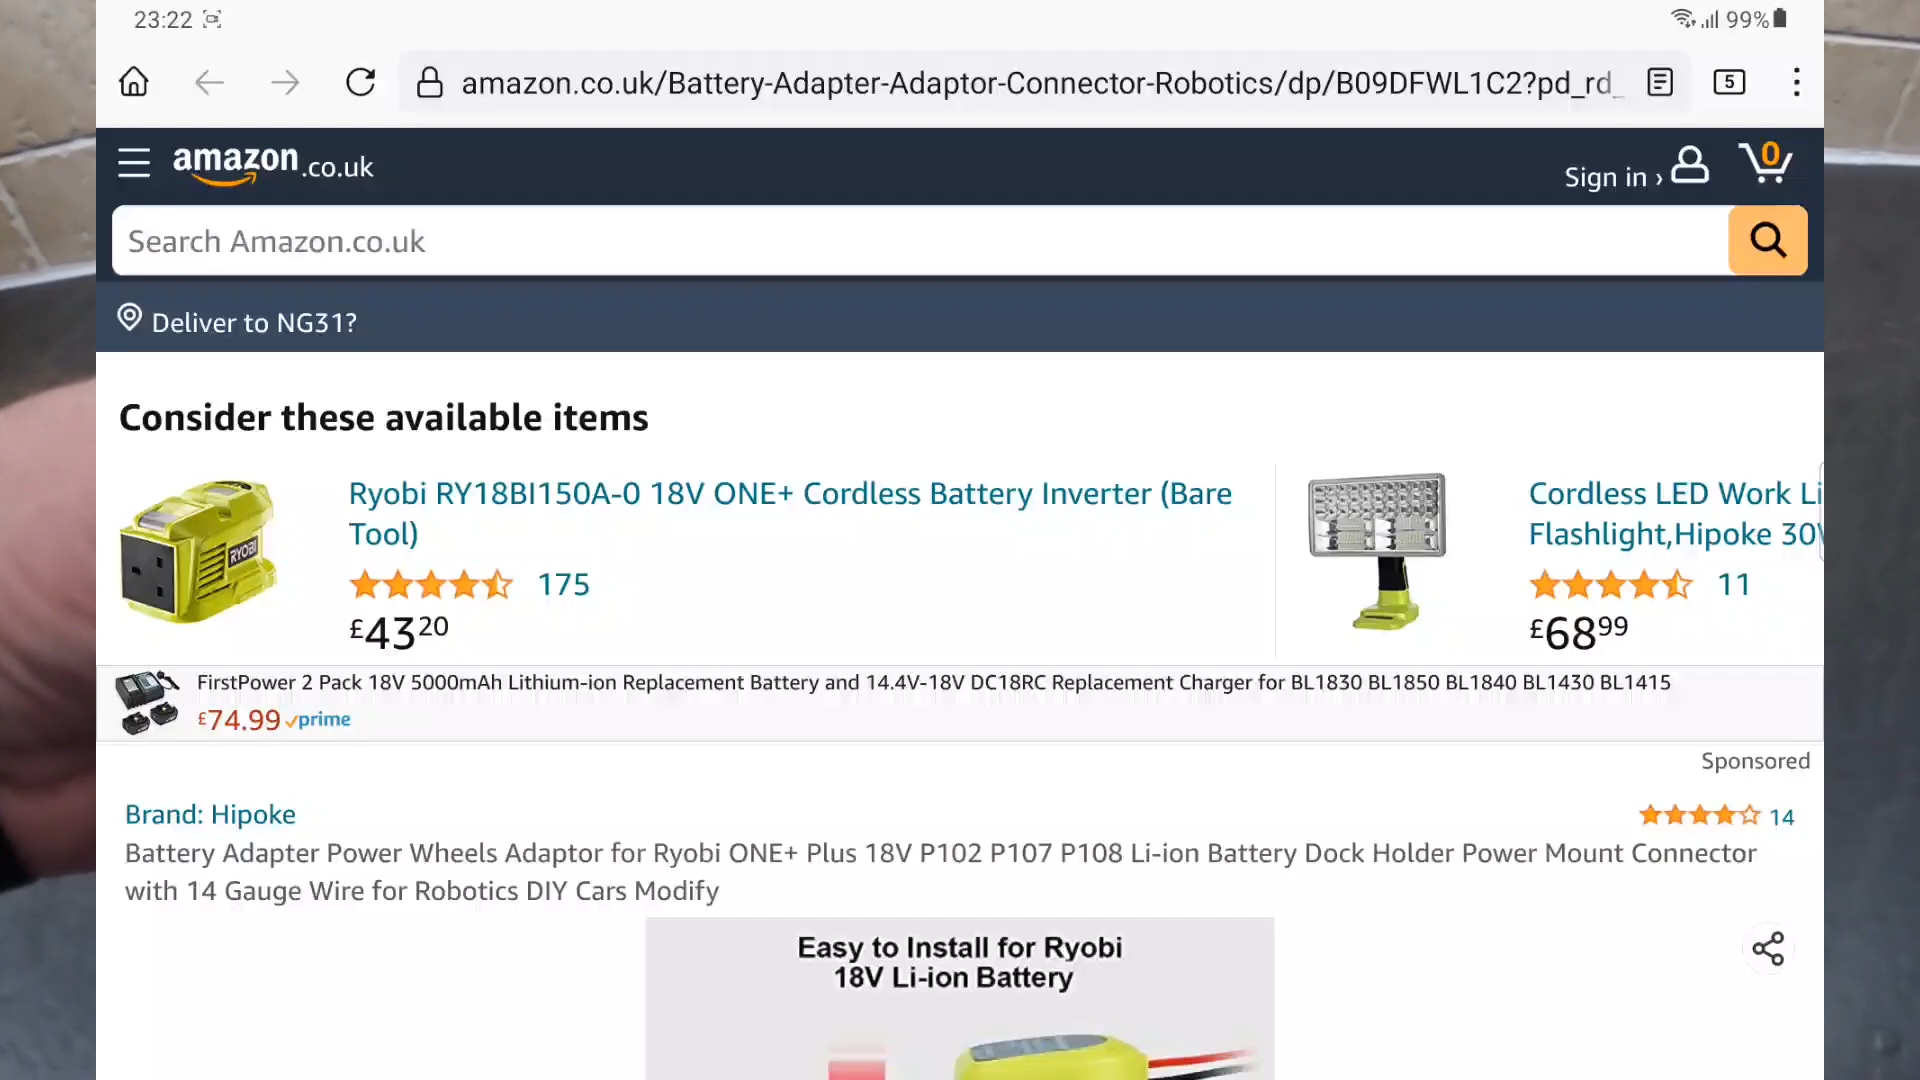 23:22
99%
amazon.co.uk/Battery-Adapter-Adaptor-Connector-Robotics/dp/B09DFWL1C2?pd_rd_
5
amazon.co.uk
Sign in ›
0
Search Amazon.co.uk
Deliver to NG31?
Consider these available items
Ryobi RY18BI150A-0 18V ONE+ Cordless Battery Inverter (Bare
Tool)
175
£43 20
RYOBI
Cordless LED Work Li
Flashlight,Hipoke 30
11
£68 99
FirstPower 2 Pack 18V 5000mAh Lithium-ion Replacement Battery and 14.4V-18V DC18RC Replacement Charger for BL1830 BL1850 BL1840 BL1430 BL1415
£74.99 prime
Sponsored
Brand: Hipoke
14
Battery Adapter Power Wheels Adaptor for Ryobi ONE+ Plus 18V P102 P107 P108 Li-ion Battery Dock Holder Power Mount Connector
with 14 Gauge Wire for Robotics DIY Cars Modify
Easy to Install for Ryobi
18V Li-ion Battery